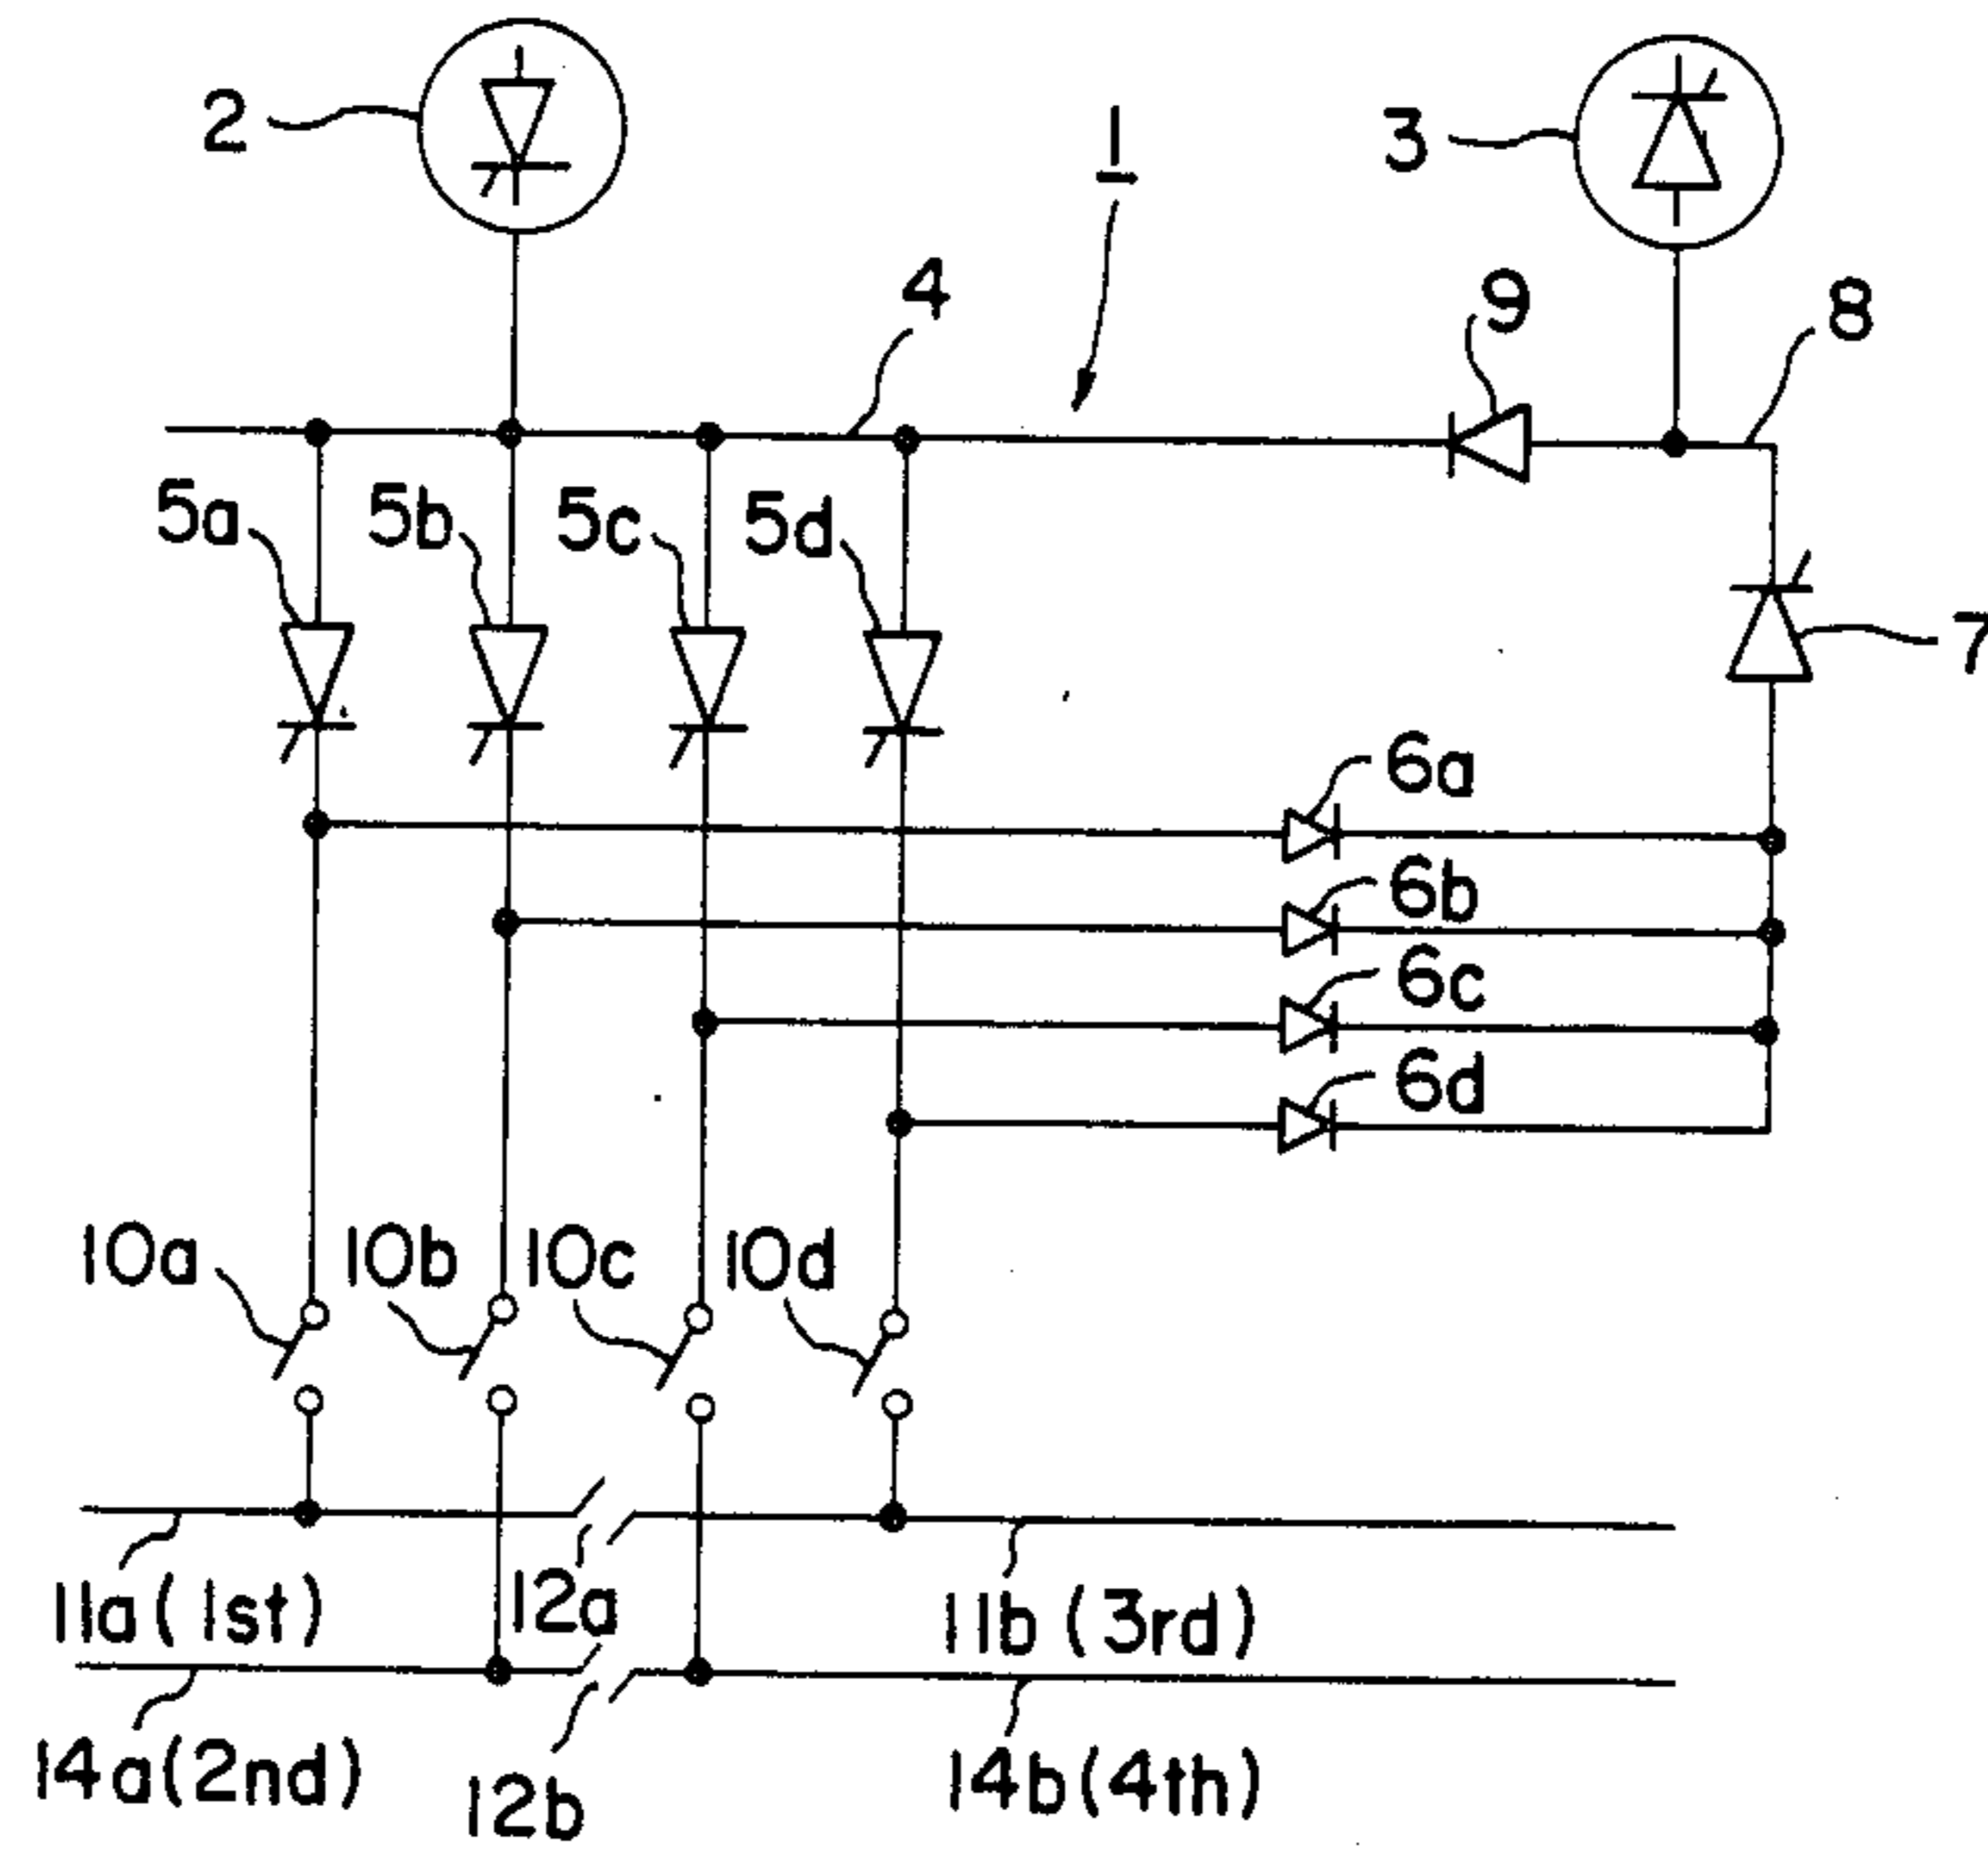 2
1
3
4
9
8
5a
5b
5c
5d
7
6a
6b
6c
6d
10a
10b
10c
10d
11a(1st)
12a
11b(3rd)
14a(2nd)
12b
14b(4th)